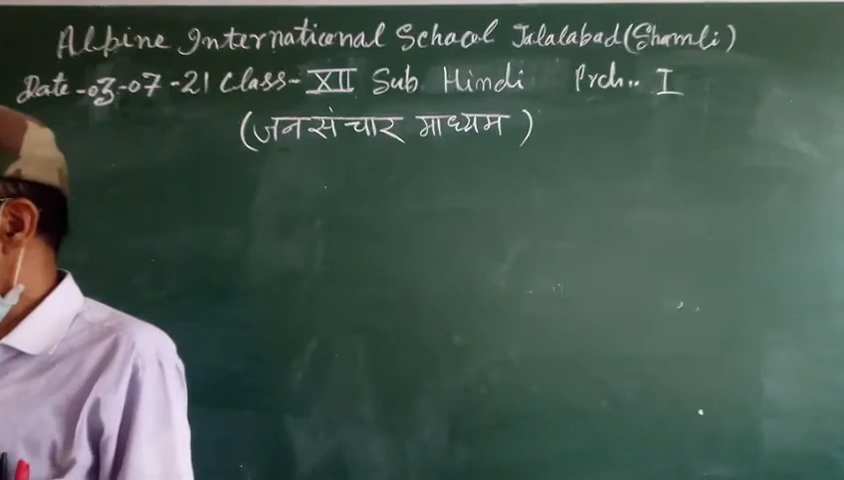 Alpine International School Jalalabad (Shamli)
Date - 03-07-21 Class - XII Sub Hindi Prch.. I
(जनसंचार माध्यम)